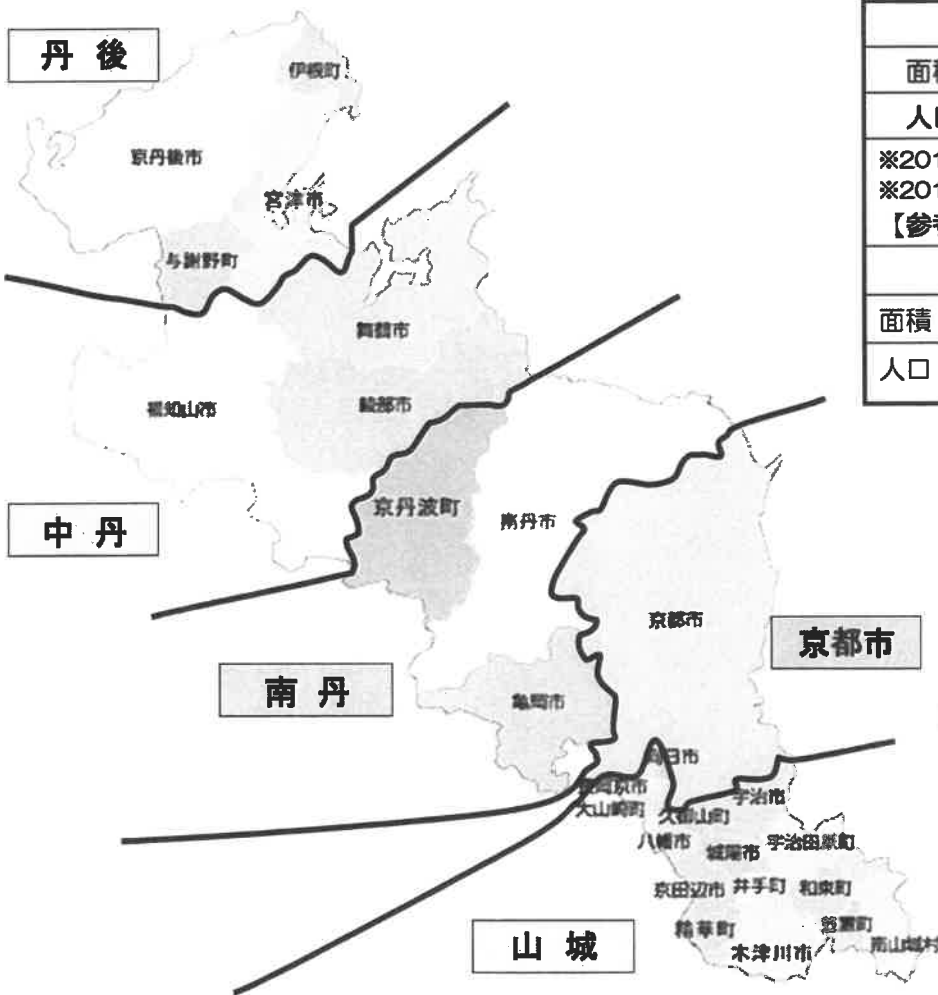 丹後
伊根町
京丹後市
宮津市
与謝野町
舞鶴市
福知山市
綾部市
中丹
京丹波町
南丹市
京都市
京都市
南丹
亀岡市
向日市
長岡京市
大山崎町
宇治市
久御山町
八幡市
城陽市
宇治田原町
京田辺市
井手町
和束町
精華町
笠置町
木津川市
南山城村
山城
面積
人口
※201
※201
【参考
面積
人口